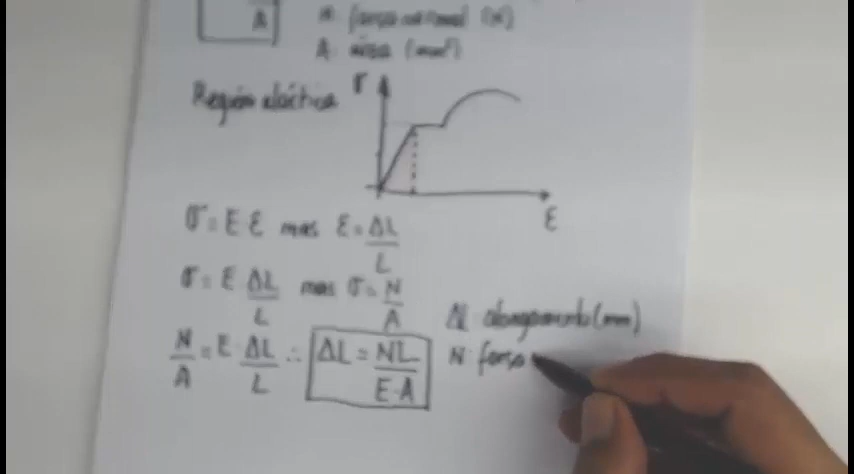 A
N: força normal (N)
A: área (mm²)
Região elástica
σ
ε
σ = E·ε mas ε = ΔL/L
σ = E·ΔL/L mas σ = N/A
N/A = E·ΔL/L ∴ ΔL = NL/E·A
ΔL: alongamento (mm)
N: força